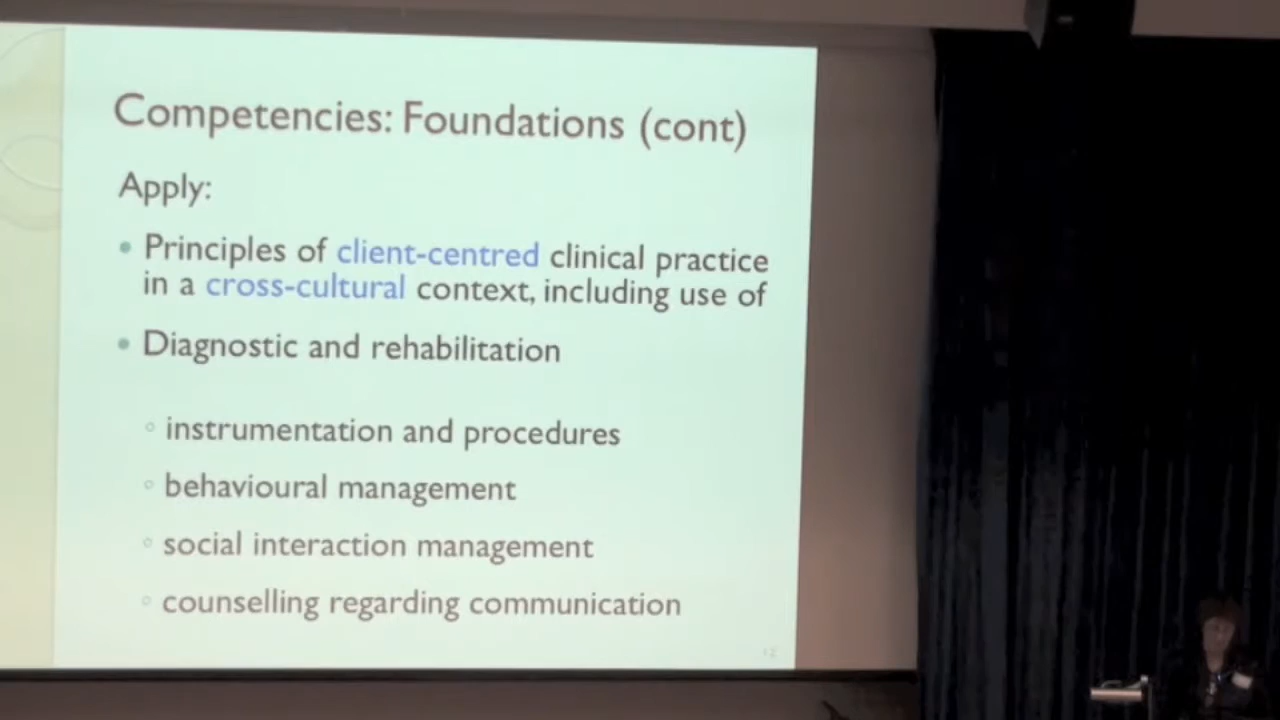 Competencies: Foundations (cont)
Apply:
• Principles of client-centred clinical practice
in a cross-cultural context, including use of
• Diagnostic and rehabilitation
◦ instrumentation and procedures
◦ behavioural management
◦ social interaction management
◦ counselling regarding communication